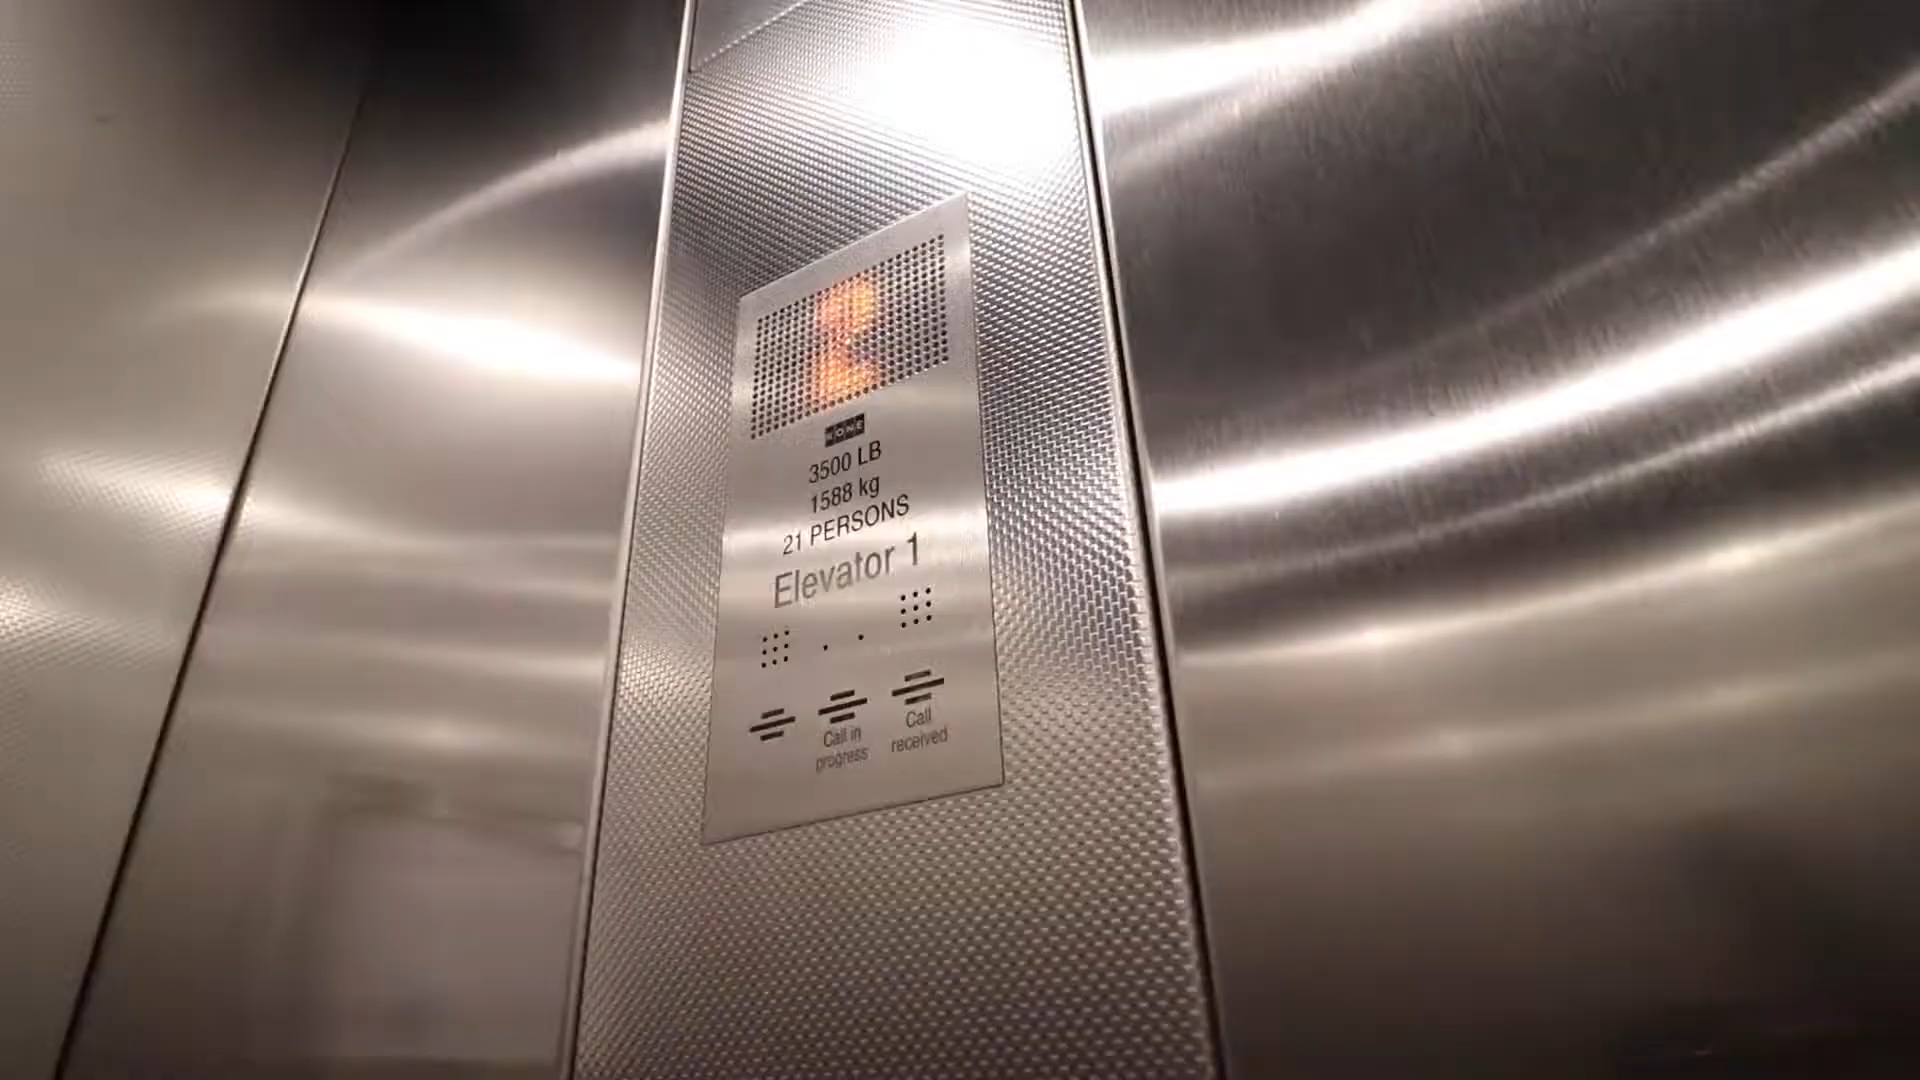 KONE
3500 LB
1588 kg
21 PERSONS
Elevator 1
Call in
progress
Call
received